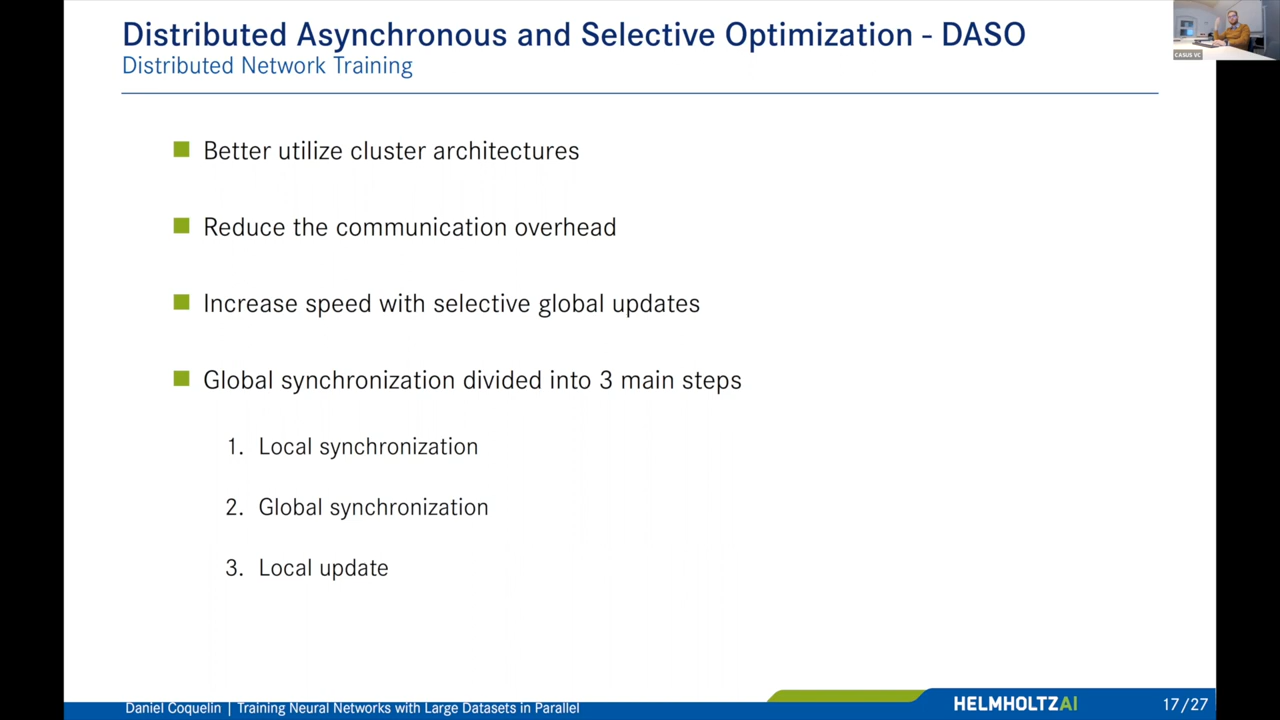 Distributed Asynchronous and Selective Optimization - DASO
Distributed Network Training
CASUS VC
Better utilize cluster architectures
Reduce the communication overhead
Increase speed with selective global updates
Global synchronization divided into 3 main steps
1. Local synchronization
2. Global synchronization
3. Local update
Daniel Coquelin | Training Neural Networks with Large Datasets in Parallel
HELMHOLTZAI
17/27